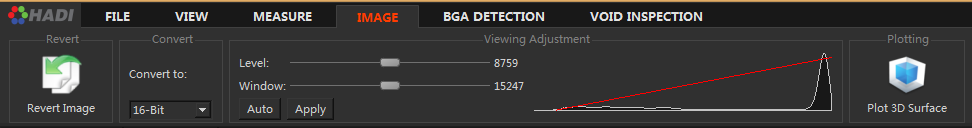 HADI FILE VIEW MEASURE IMAGE BGA DETECTION VOID INSPECTION
Revert Convert Viewing Adjustment Plotting
Level: 8759
Convert to:
Window: 15247
Revert Image 16-Bit Auto Apply Plot 3D Surface